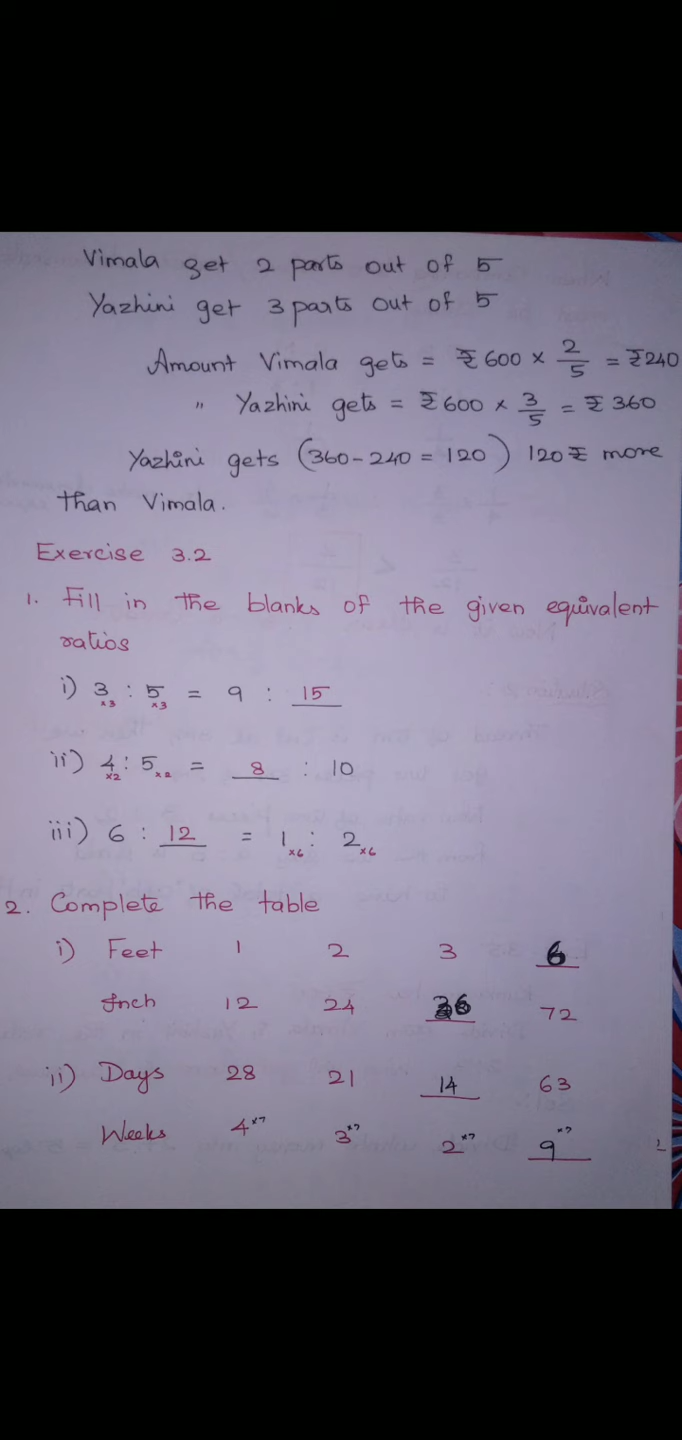 Vimala get 2 parts out of 5
Yazhini get 3 parts out of 5
Amount Vimala gets = ₹600 × 2/5 = ₹240
" Yazhini gets = ₹600 × 3/5 = ₹360
Yazhini gets (360-240 = 120) 120₹ more
than Vimala.
Exercise 3.2
1. Fill in the blanks of the given equivalent
ratios
i) 3 : 5 = 9 : 15
×3 ×3
ii) 4 : 5 = 8 : 10
×2 ×2
iii) 6 : 12 = 1 : 2
×6 ×6
2. Complete the table
i) Feet 1 2 3 6
Inch 12 24 36 72
ii) Days 28 21 14 63
Weeks 4×7 3×7 2×7 9×7